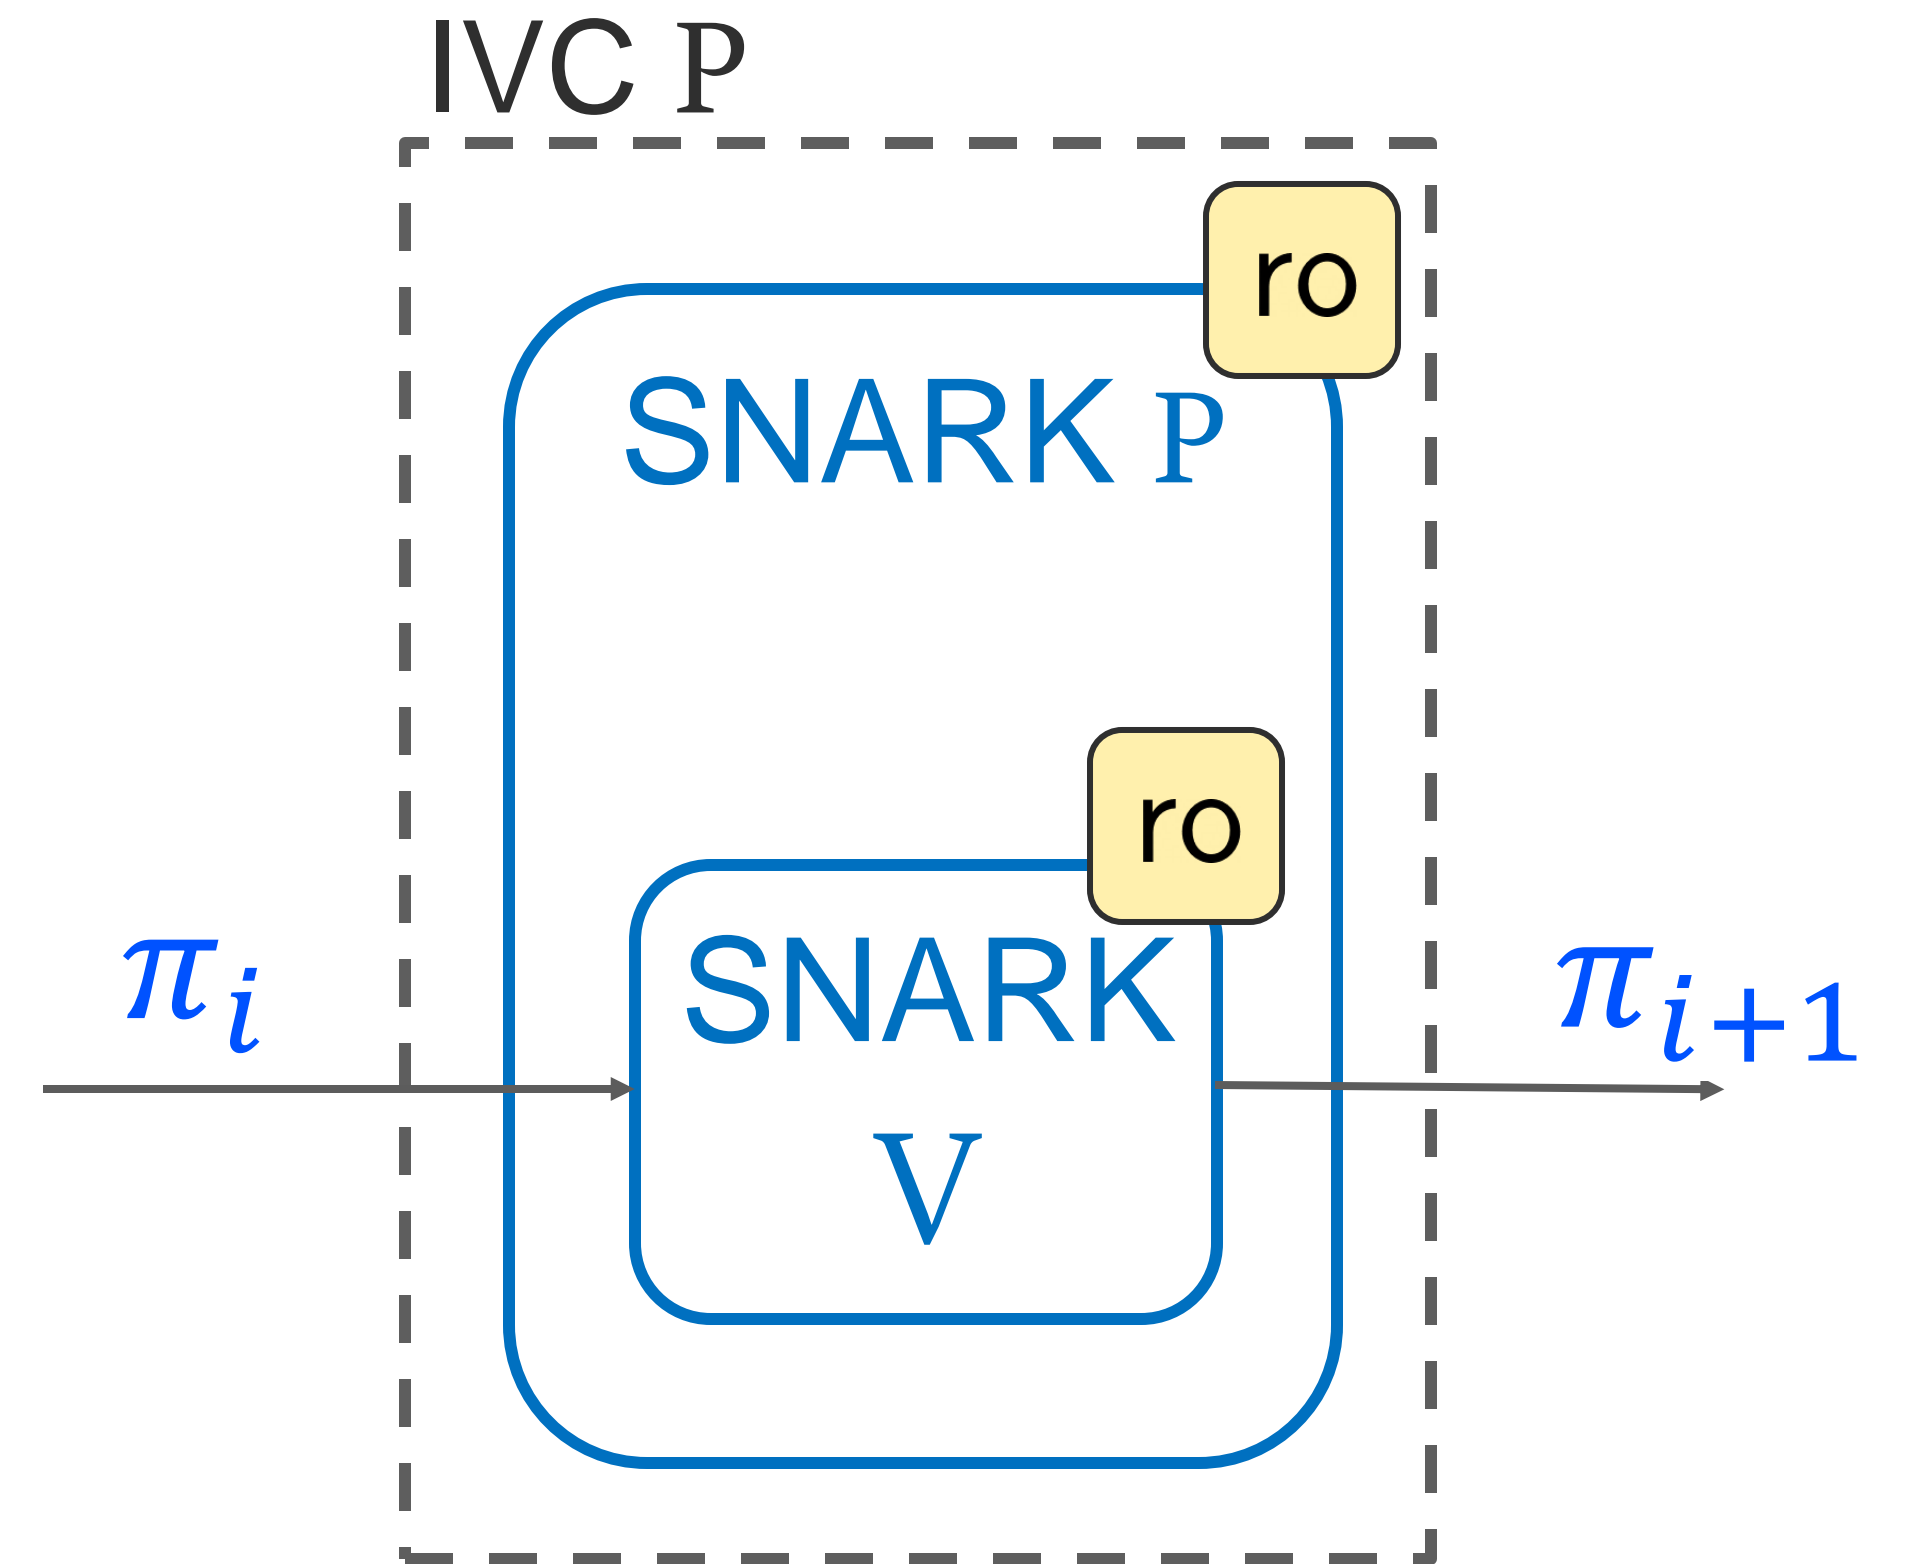 IVC P
ro
SNARK P
ro
SNARK
V
π_i
π_{i+1}